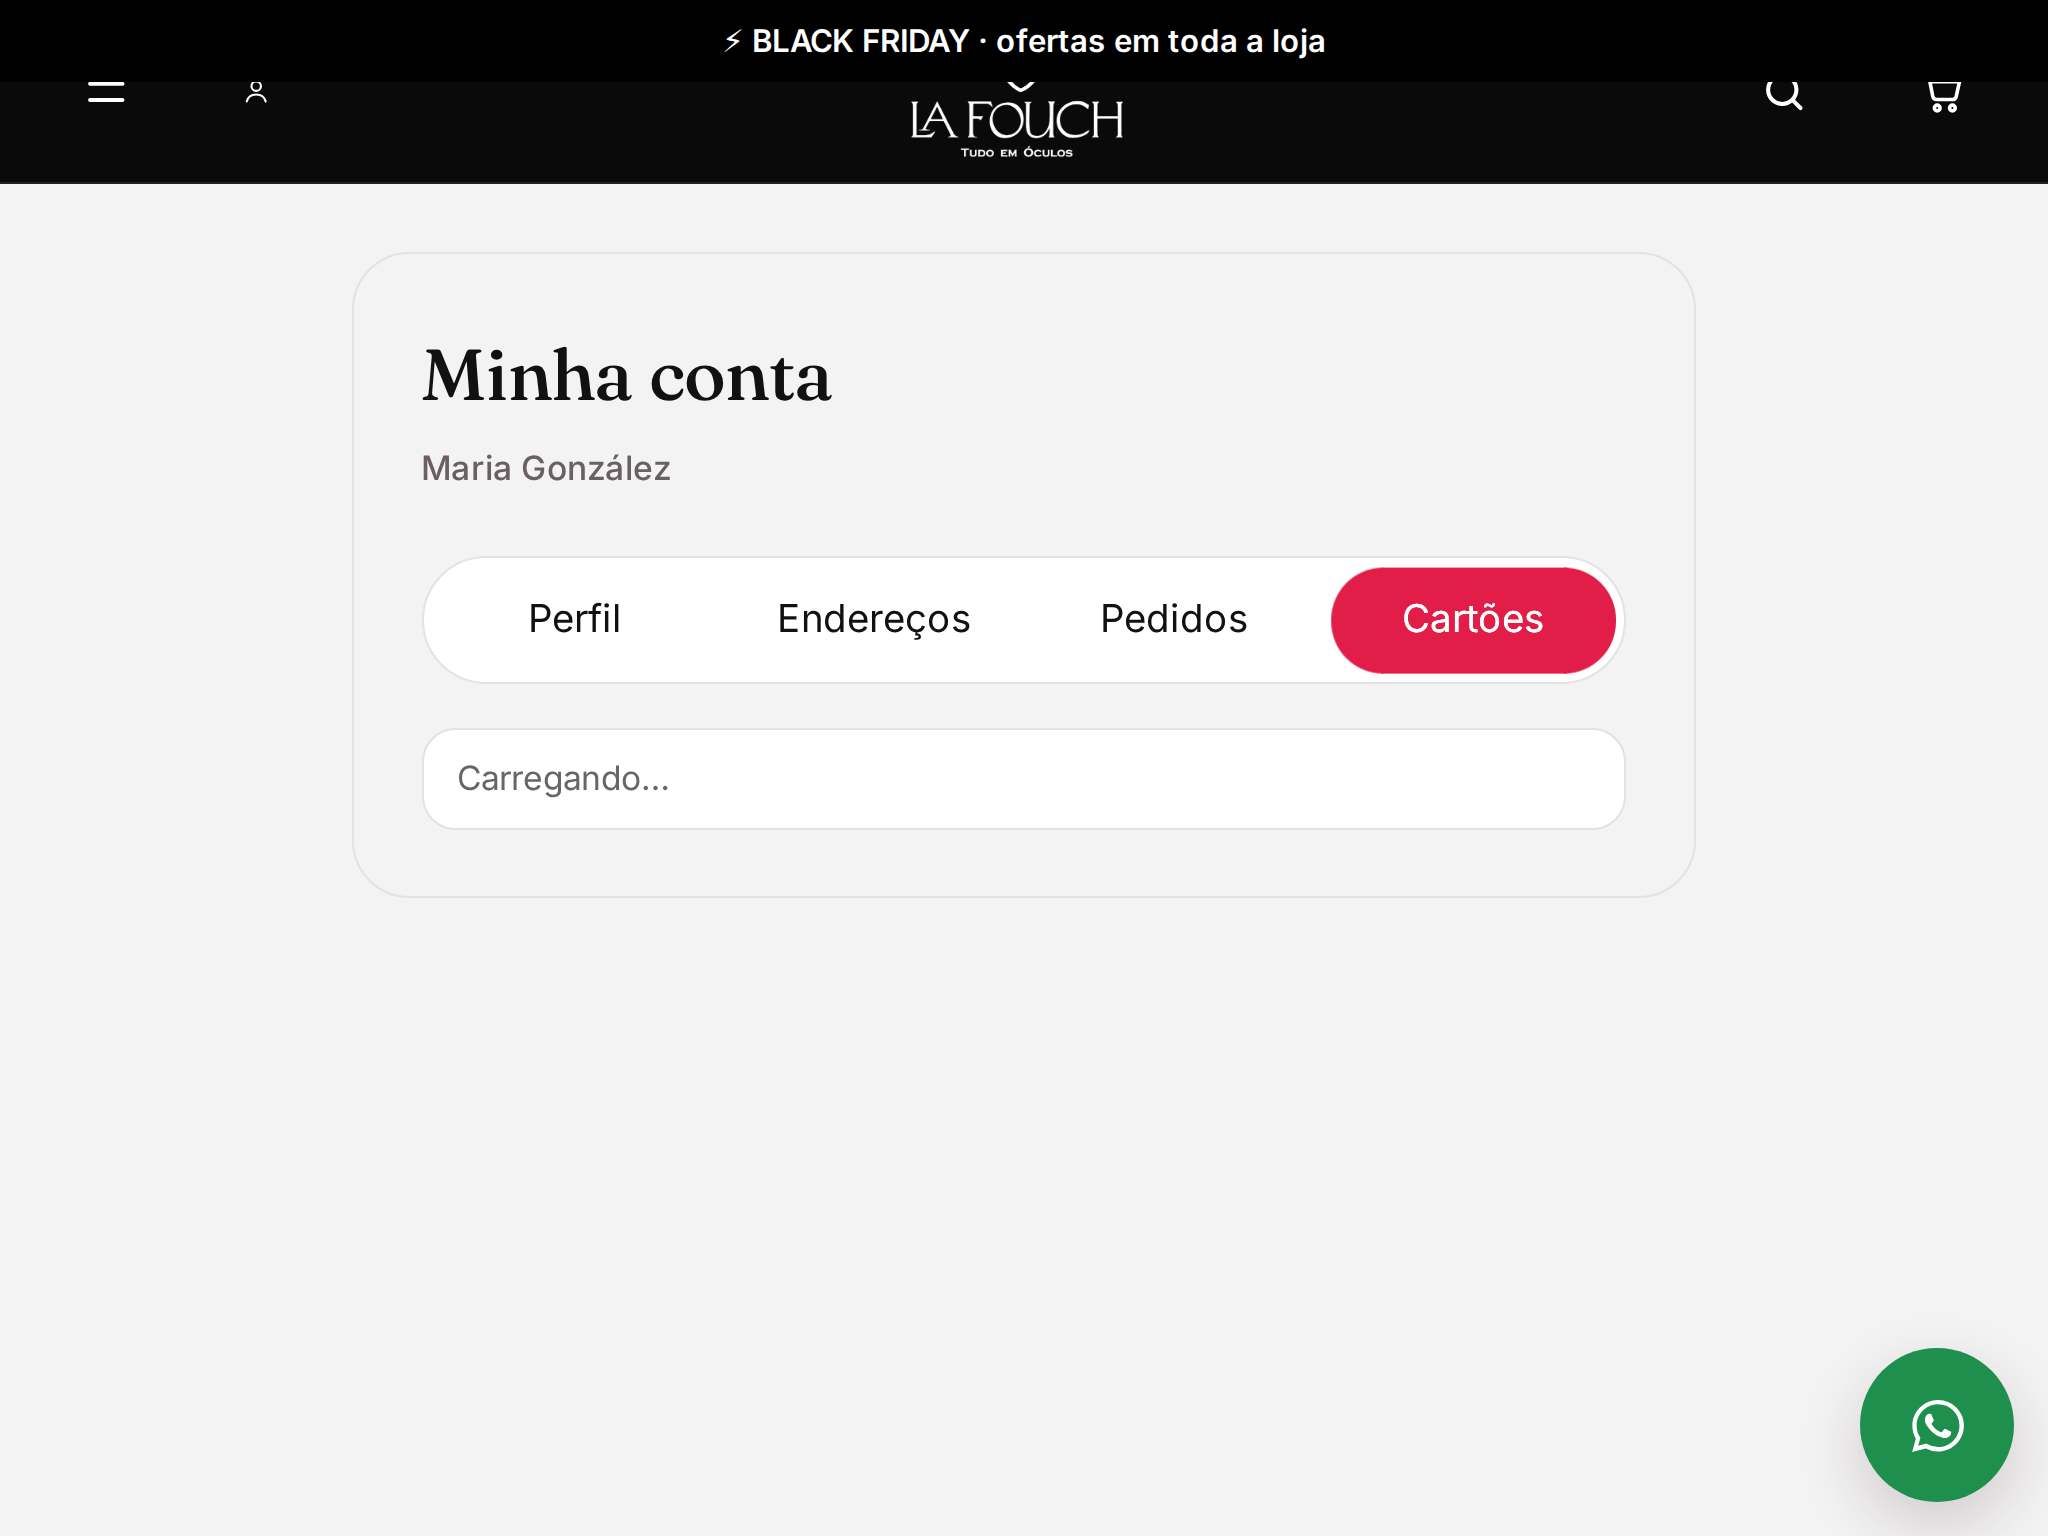 ⚡ BLACK FRIDAY · ofertas em toda a loja
LA FOUCH
TUDO EM ÓCULOS
Minha conta
Maria González
Perfil Endereços Pedidos Cartões
Carregando...